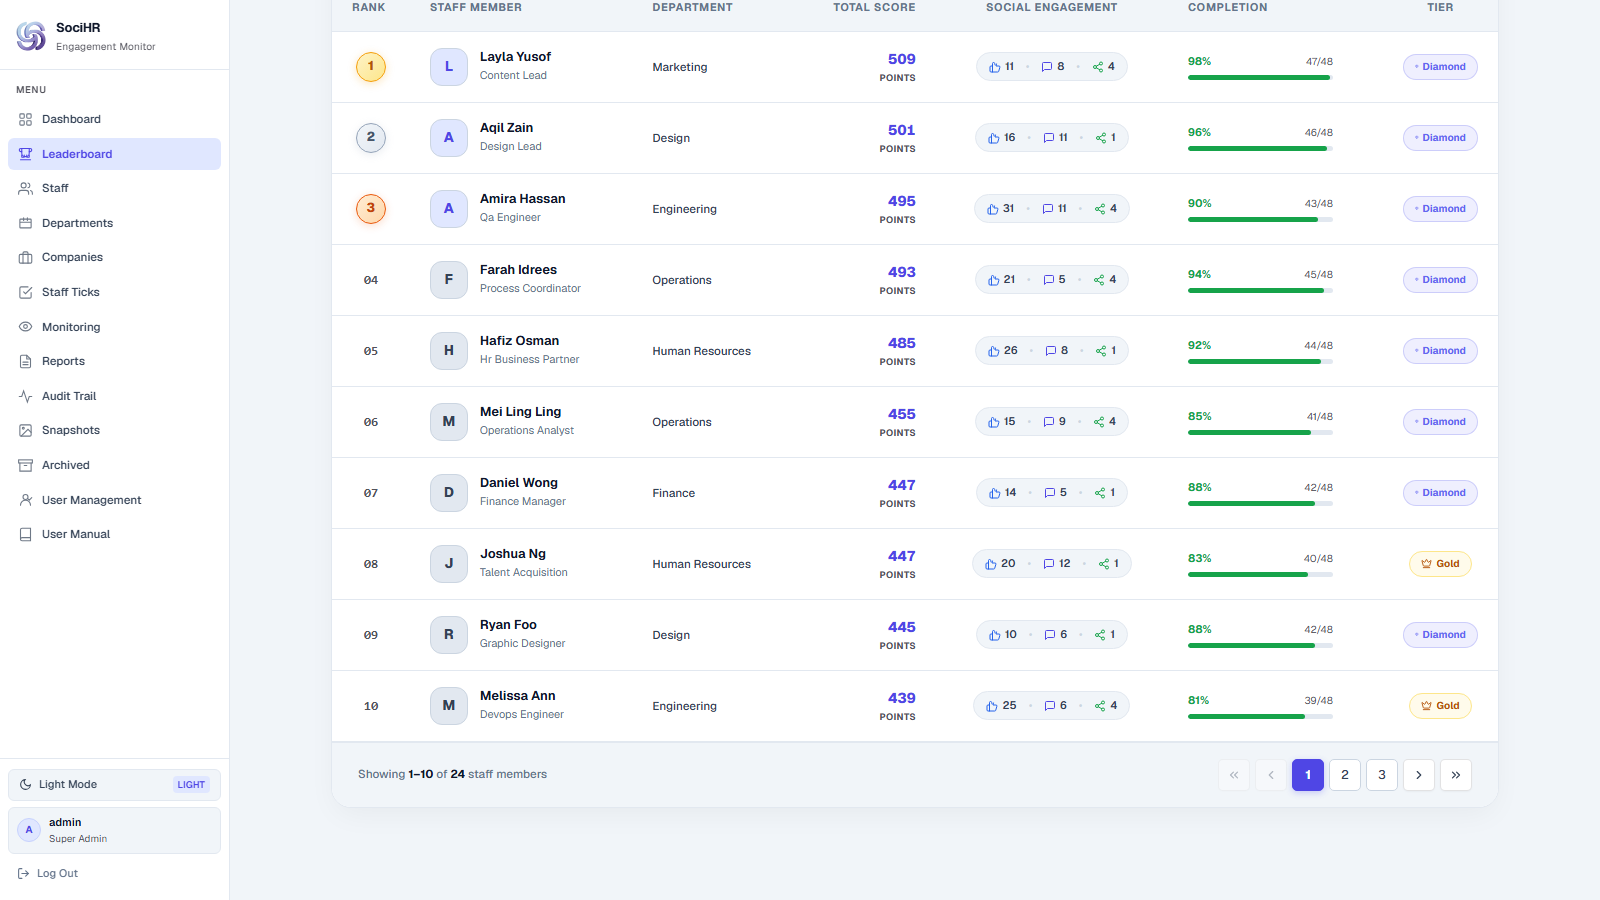 SociHR
Engagement Monitor
MENU
Dashboard
Leaderboard
Staff
Departments
Companies
Staff Ticks
Monitoring
Reports
Audit Trail
Snapshots
Archived
User Management
User Manual
Light Mode LIGHT
A admin
Super Admin
Log Out
RANK STAFF MEMBER DEPARTMENT TOTAL SCORE SOCIAL ENGAGEMENT COMPLETION TIER
1 L Layla Yusof Content Lead Marketing 509 POINTS 11 8 4 98% 47/48 Diamond
2 A Aqil Zain Design Lead Design 501 POINTS 16 11 1 96% 46/48 Diamond
3 A Amira Hassan Qa Engineer Engineering 495 POINTS 31 11 4 90% 43/48 Diamond
04 F Farah Idrees Process Coordinator Operations 493 POINTS 21 5 4 94% 45/48 Diamond
05 H Hafiz Osman Hr Business Partner Human Resources 485 POINTS 26 8 1 92% 44/48 Diamond
06 M Mei Ling Ling Operations Analyst Operations 455 POINTS 15 9 4 85% 41/48 Diamond
07 D Daniel Wong Finance Manager Finance 447 POINTS 14 5 1 88% 42/48 Diamond
08 J Joshua Ng Talent Acquisition Human Resources 447 POINTS 20 12 1 83% 40/48 Gold
09 R Ryan Foo Graphic Designer Design 445 POINTS 10 6 1 88% 42/48 Diamond
10 M Melissa Ann Devops Engineer Engineering 439 POINTS 25 6 4 81% 39/48 Gold
Showing 1–10 of 24 staff members « ‹ 1 2 3 › »